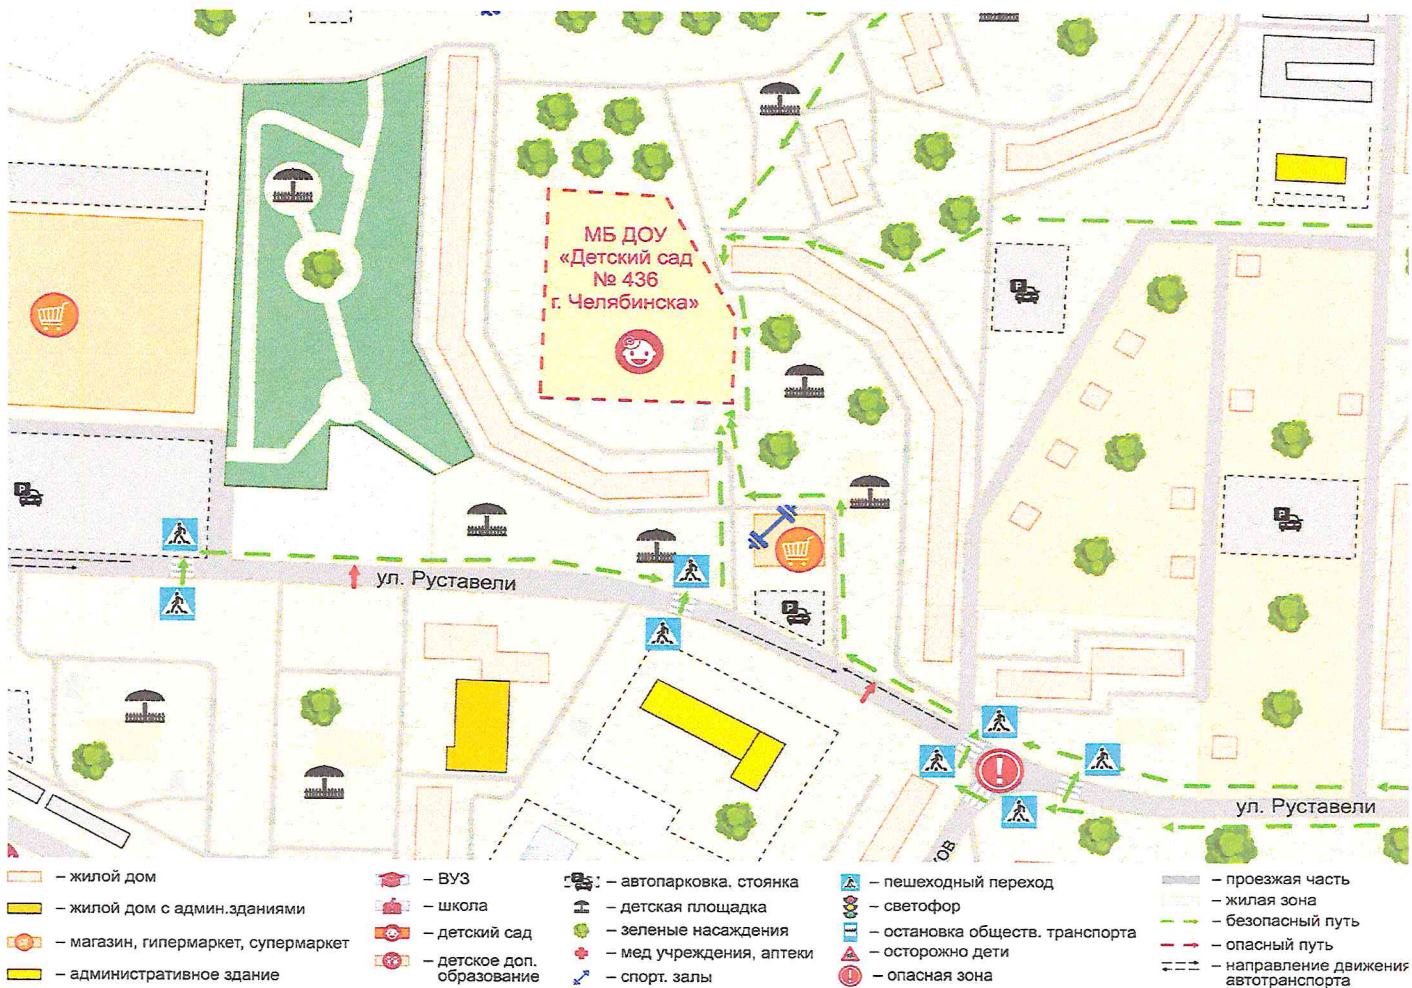 МБ ДОУ
«Детский сад
№ 436
г. Челябинска»
ул. Руставели
ул. Руставели
ов
– жилой дом
– жилой дом с админ.зданиями
– магазин, гипермаркет, супермаркет
– административное здание
– ВУЗ
– школа
– детский сад
– детское доп.
образование
– автопарковка. стоянка
– детская площадка
– зеленые насаждения
– мед учреждения, аптеки
– спорт. залы
– пешеходный переход
– светофор
– остановка обществ. транспорта
– осторожно дети
– опасная зона
– проезжая часть
– жилая зона
– безопасный путь
– опасный путь
– направление движения
автотранспорта